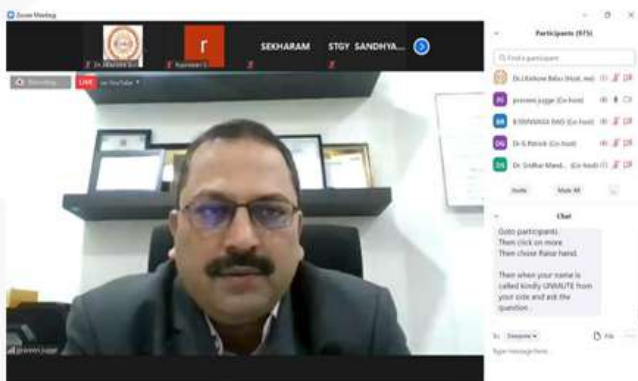 Zoom Meeting
r
SEKHARAM
STGY SANDHYA...
Recording...
LIVE on YouTube
praveen jugge
Participants (975)
Find a participant
(Host, me)
praveen jugge (Co-host)
B SRINIVASA RAO (Co-host)
Dr G.Patrick (Co-host)
Dr. Sridhar Mand... (Co-host)
Invite
Mute All
...
Chat
Goto participants.
Then click on more
Then chose Raise hand.
Then when your name is
called kindly UNMUTE from
your side and ask the
question .
To: Everyone
File
Type message here...